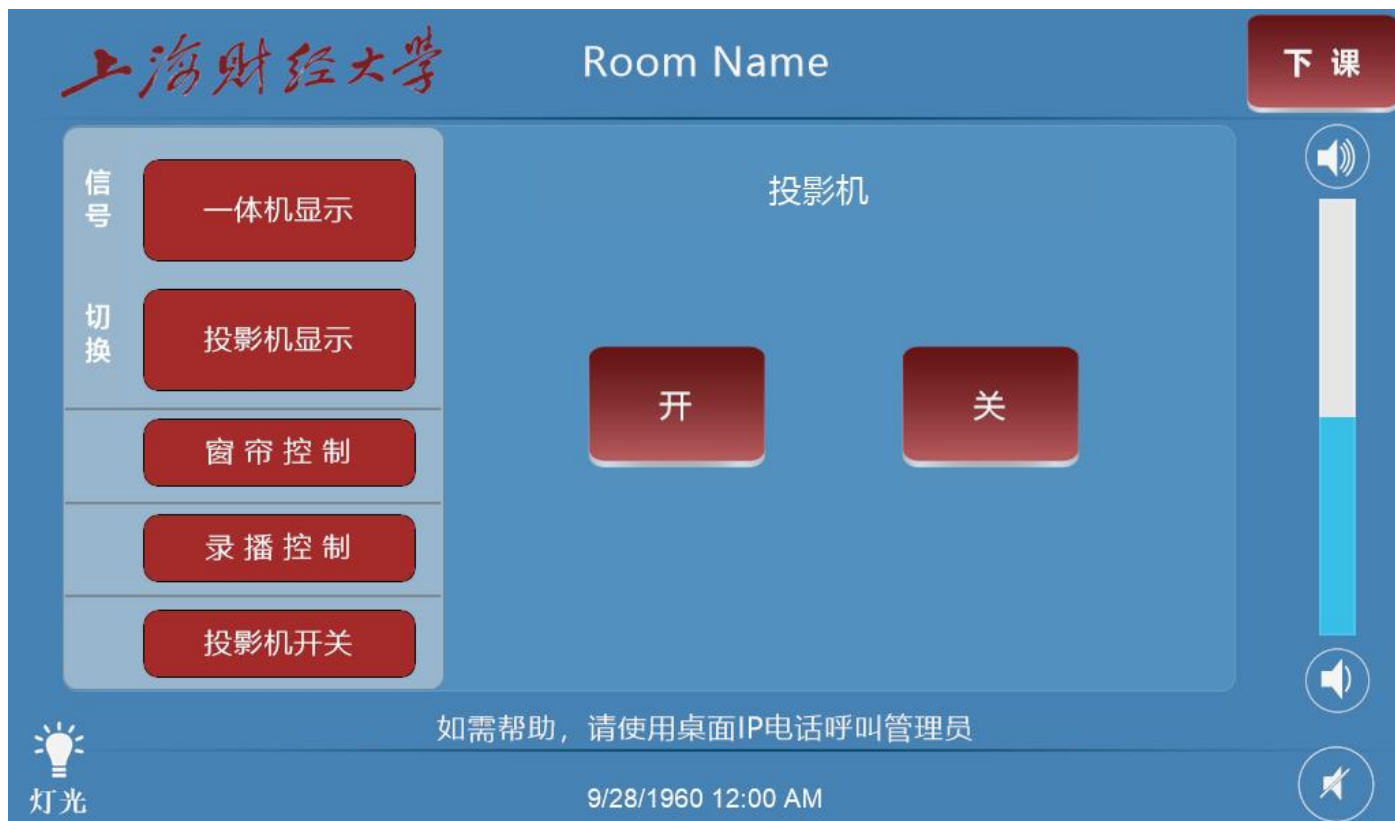 上海财经大学
Room Name
下 课
信号
一体机显示
切换
投影机显示
窗 帘 控 制
录 播 控 制
投影机开关
投影机
开
关
如需帮助，请使用桌面IP电话呼叫管理员
灯光
9/28/1960 12:00 AM